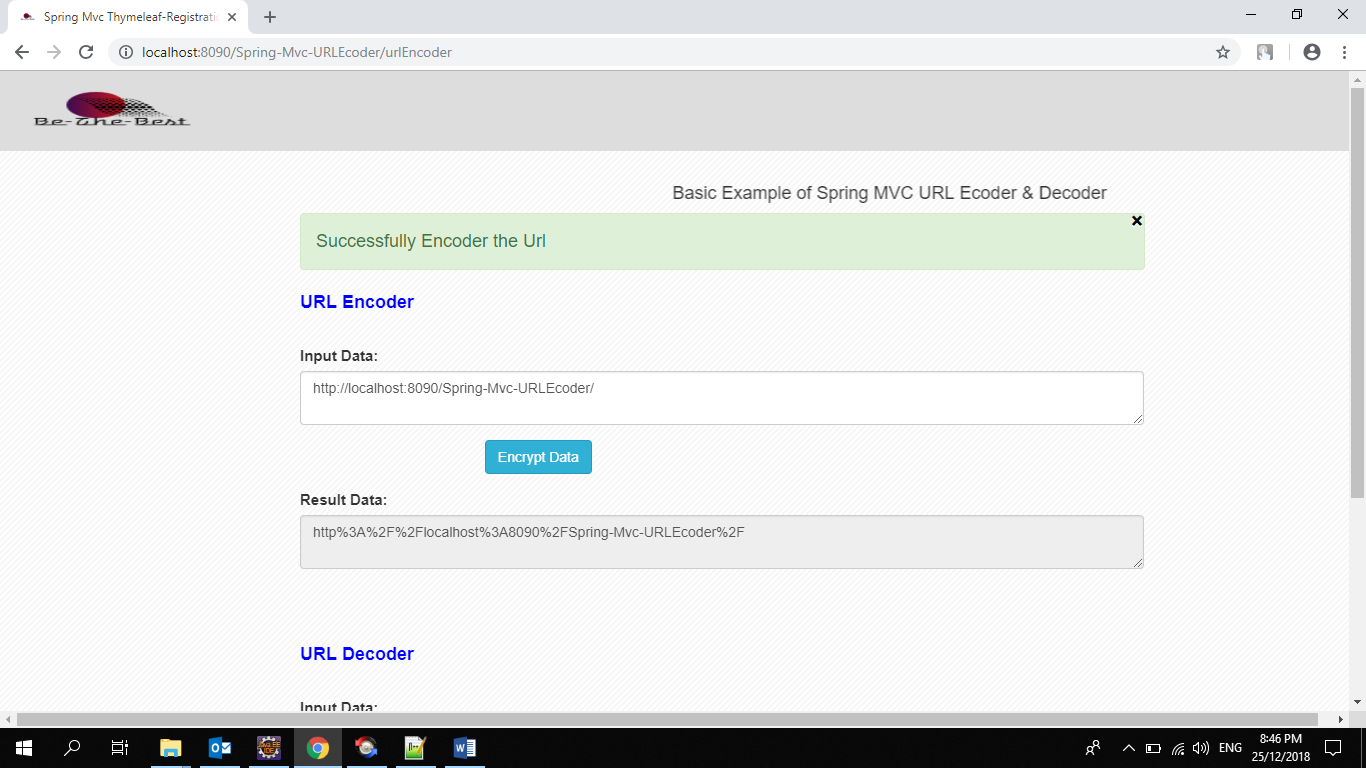 Spring Mvc Thymeleaf-Registrati
localhost:8090/Spring-Mvc-URLEcoder/urlEncoder
Be-The-Best
Basic Example of Spring MVC URL Ecoder & Decoder
Successfully Encoder the Url
URL Encoder
Input Data:
http://localhost:8090/Spring-Mvc-URLEcoder/
Encrypt Data
Result Data:
http%3A%2F%2Flocalhost%3A8090%2FSpring-Mvc-URLEcoder%2F
URL Decoder
Input Data:
ENG
8:46 PM
25/12/2018